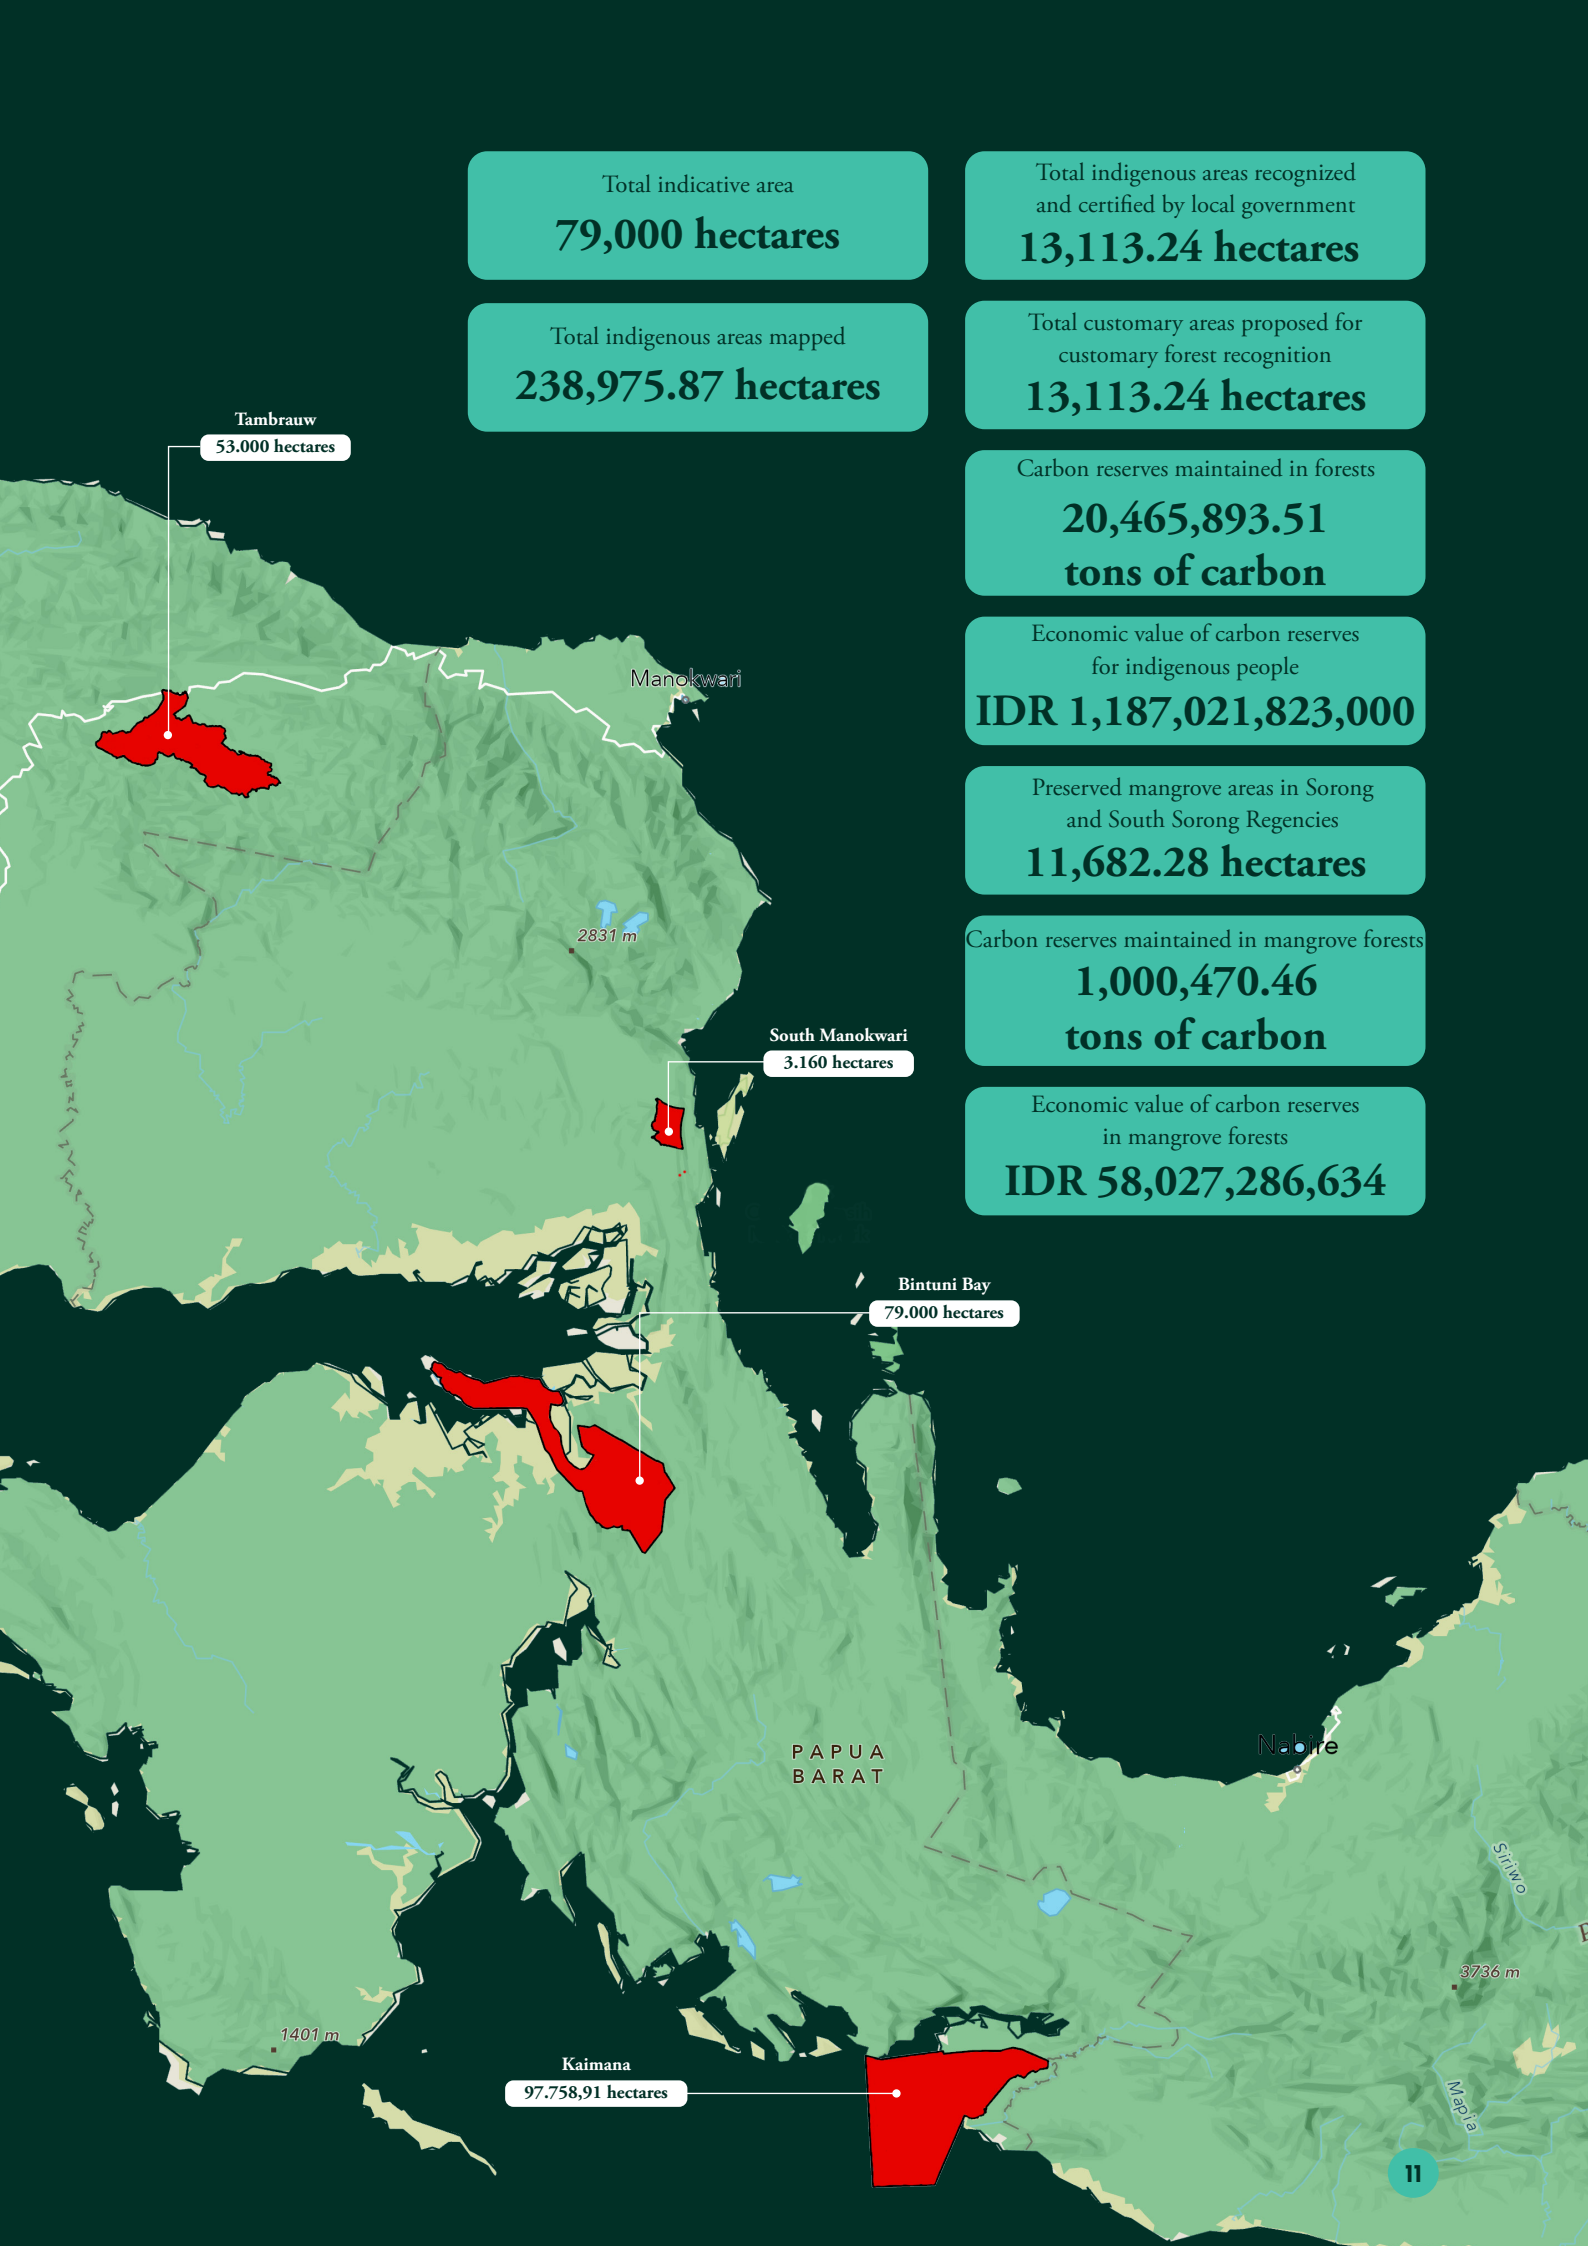 Total indicative area
79,000 hectares
Total indigenous areas mapped
238,975.87 hectares
Total indigenous areas recognized
and certified by local government
13,113.24 hectares
Total customary areas proposed for
customary forest recognition
13,113.24 hectares
Carbon reserves maintained in forests
20,465,893.51
tons of carbon
Economic value of carbon reserves
for indigenous people
IDR 1,187,021,823,000
Preserved mangrove areas in Sorong
and South Sorong Regencies
11,682.28 hectares
Carbon reserves maintained in mangrove forests
1,000,470.46
tons of carbon
Economic value of carbon reserves
in mangrove forests
IDR 58,027,286,634
Tambrauw
53.000 hectares
Manokwari
2831 m
South Manokwari
3.160 hectares
Bintuni Bay
79.000 hectares
PAPUA
BARAT
Nabire
Siriwo
3736 m
1401 m
Kaimana
97.758,91 hectares
Mapia
11